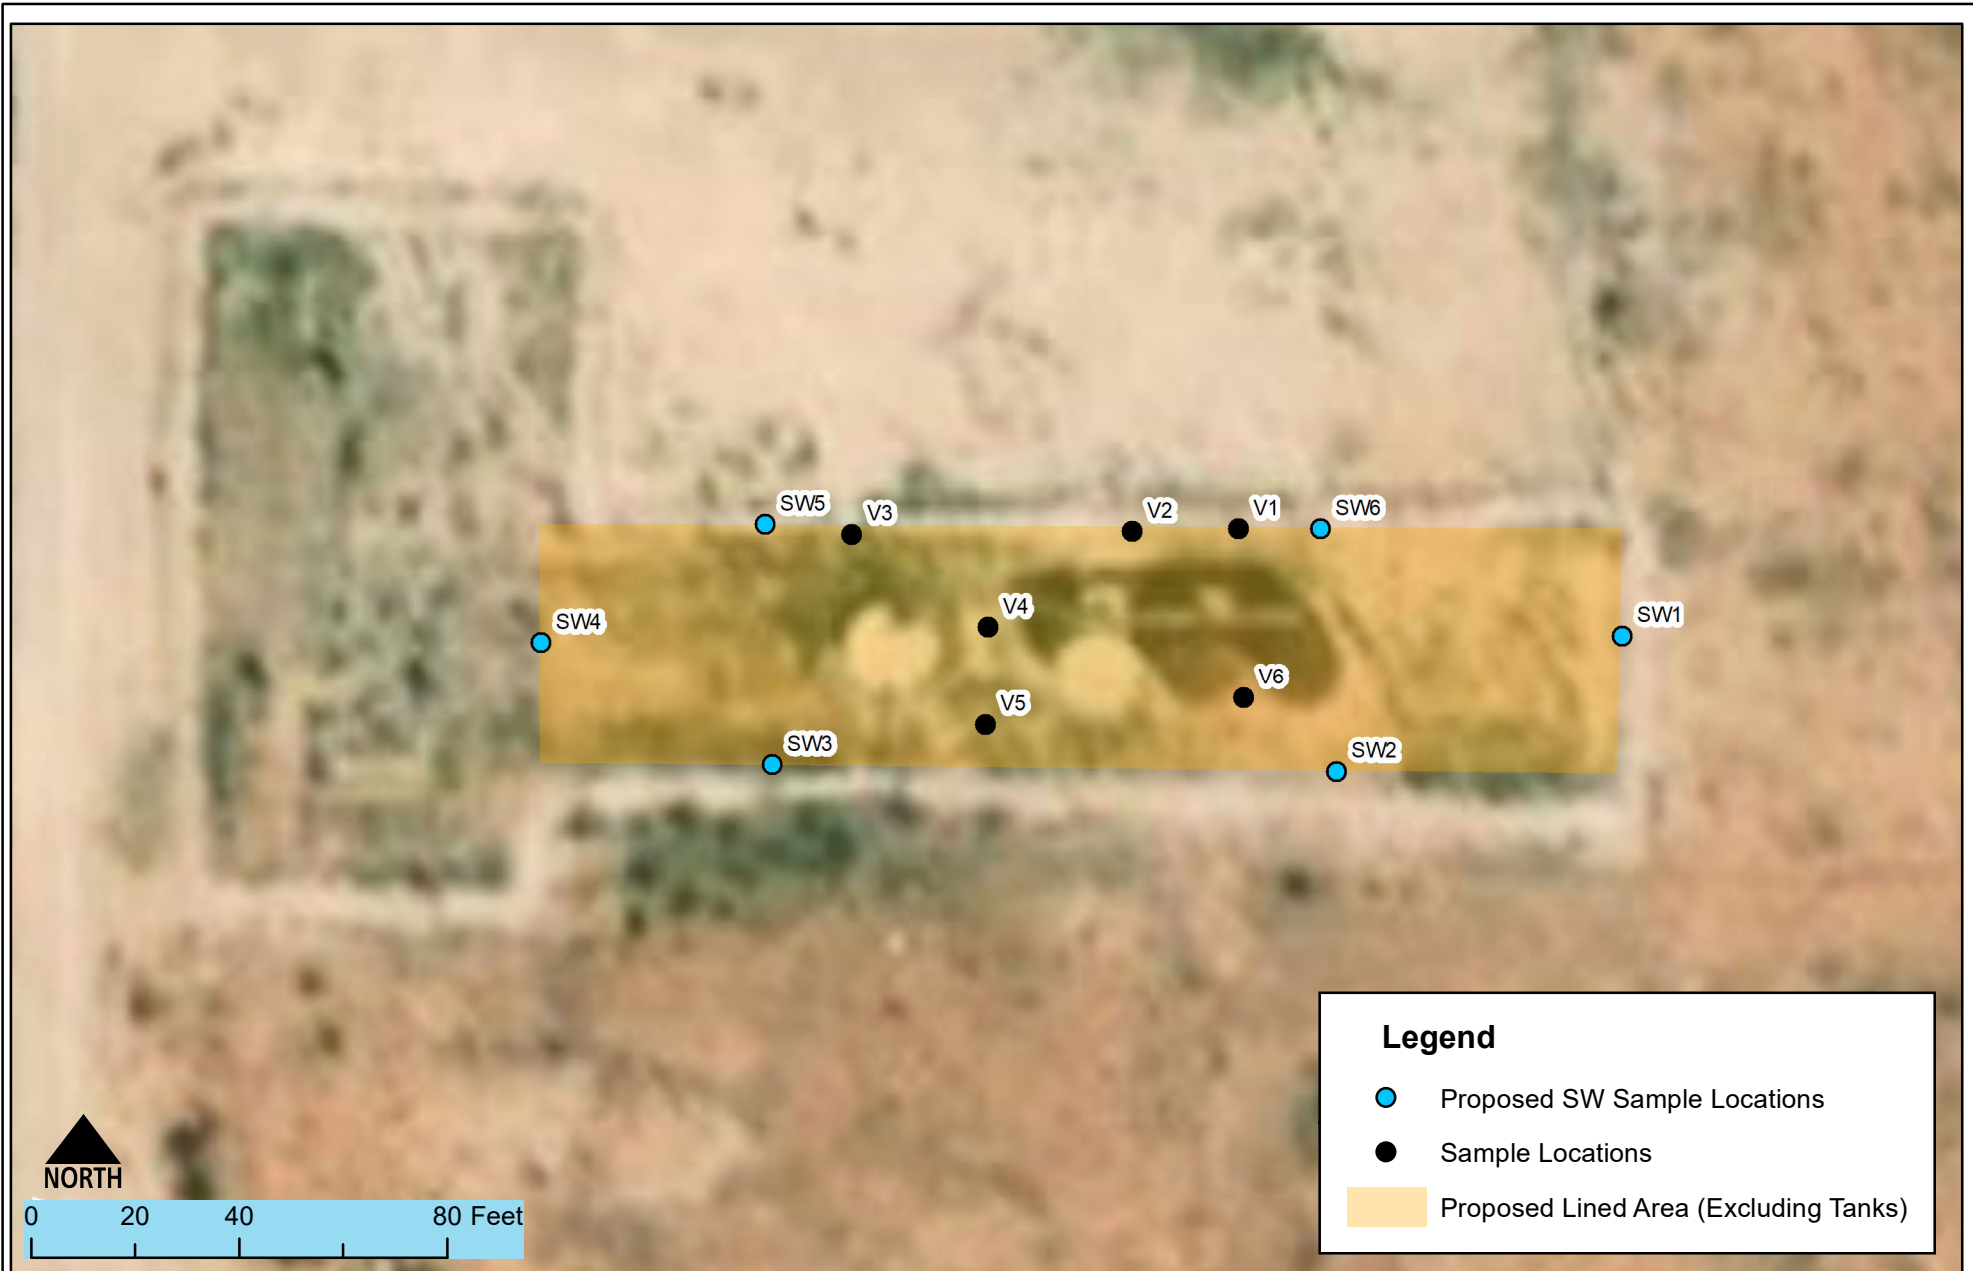 SW5
V3
V2
V1
SW6
V4
SW4
SW1
V6
V5
SW3
SW2
Legend
Proposed SW Sample Locations
Sample Locations
Proposed Lined Area (Excluding Tanks)
NORTH
0 20 40 80 Feet